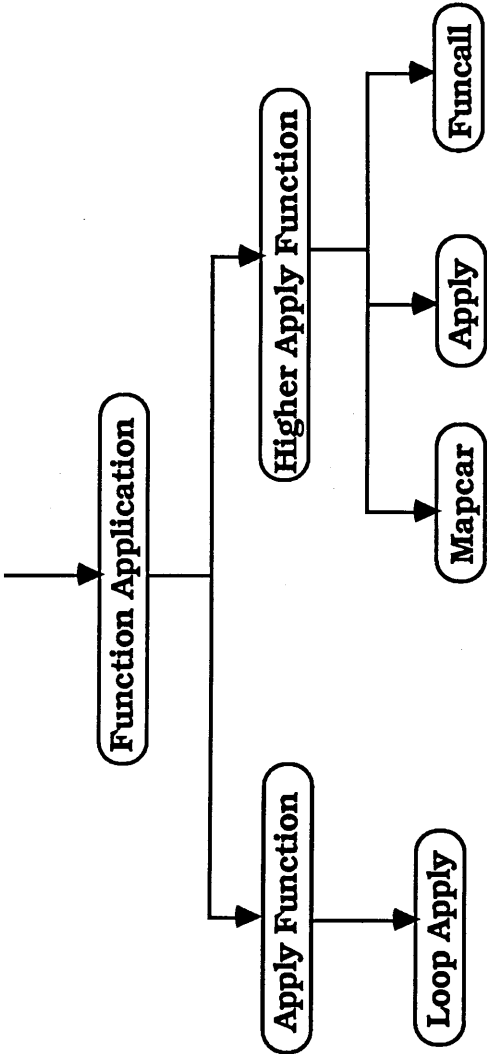 Function Application
Apply Function
Higher Apply Function
Loop Apply
Mapcar
Apply
Funcall